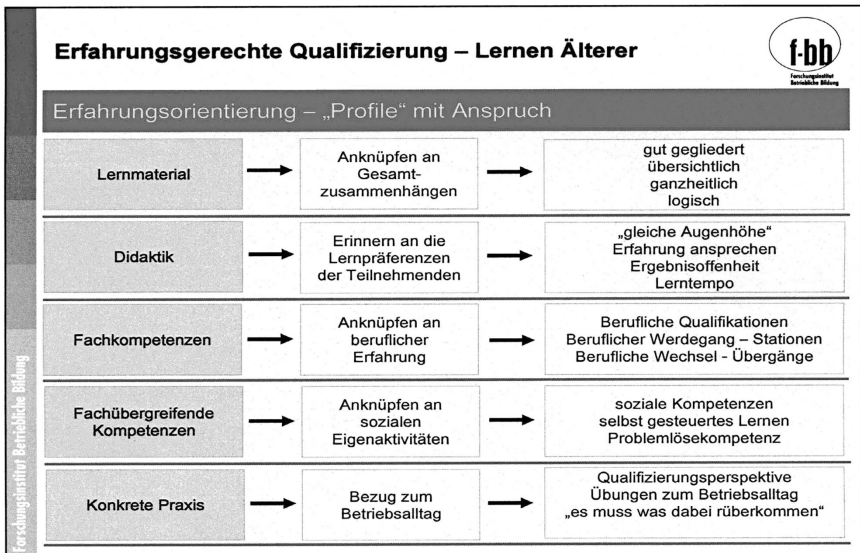 Erfahrungsgerechte Qualifizierung – Lernen Älterer
f-bb
Forschungsinstitut
Betriebliche Bildung
Erfahrungsorientierung – „Profile“ mit Anspruch
Lernmaterial
Anknüpfen an
Gesamt-
zusammenhängen
gut gegliedert
übersichtlich
ganzheitlich
logisch
Didaktik
Erinnern an die
Lernpräferenzen
der Teilnehmenden
„gleiche Augenhöhe“
Erfahrung ansprechen
Ergebnisoffenheit
Lerntempo
Fachkompetenzen
Anknüpfen an
beruflicher
Erfahrung
Berufliche Qualifikationen
Beruflicher Werdegang – Stationen
Berufliche Wechsel - Übergänge
Fachübergreifende
Kompetenzen
Anknüpfen an
sozialen
Eigenaktivitäten
soziale Kompetenzen
selbst gesteuertes Lernen
Problemlösekompetenz
Konkrete Praxis
Bezug zum
Betriebsalltag
Qualifizierungsperspektive
Übungen zum Betriebsalltag
„es muss was dabei rüberkommen“
Forschungsinstitut Betriebliche Bildung